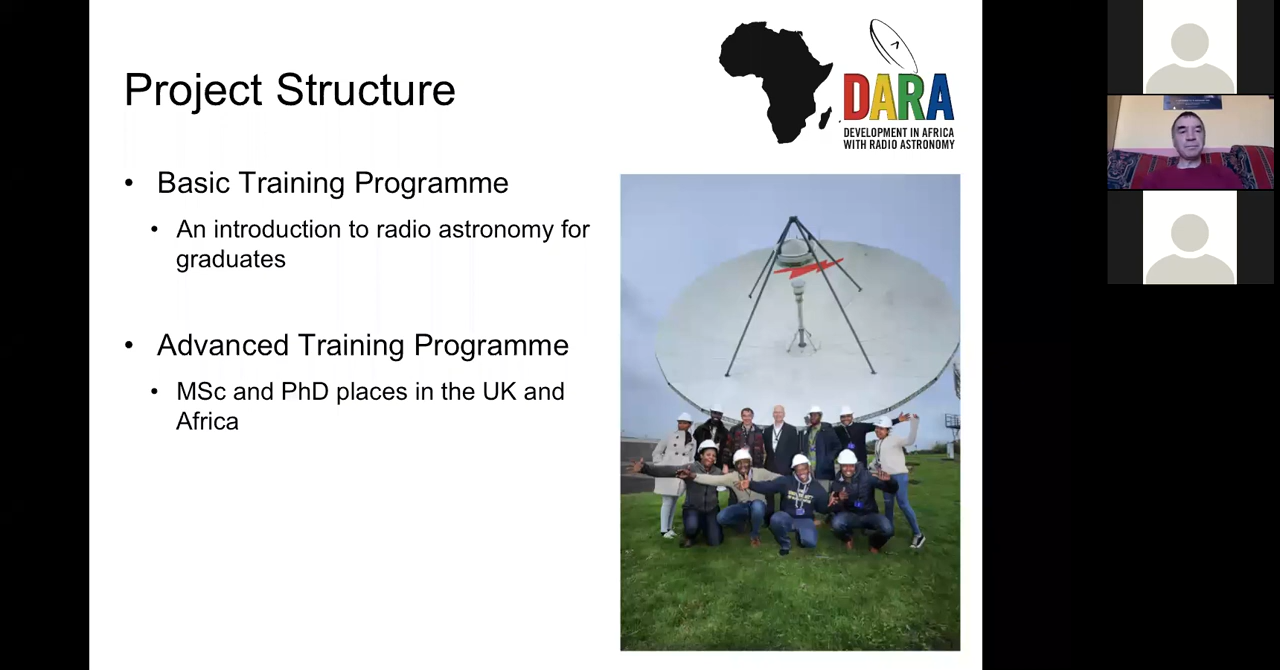 Project Structure
DARA
DEVELOPMENT IN AFRICA
WITH RADIO ASTRONOMY
• Basic Training Programme
• An introduction to radio astronomy for
graduates
• Advanced Training Programme
• MSc and PhD places in the UK and
Africa